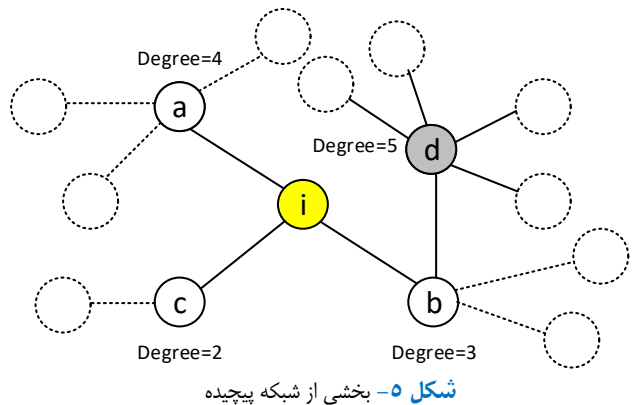 Degree=4
a
Degree=5
d
i
c
b
Degree=2
Degree=3
شکل ۵- بخشی از شبکه پیچیده